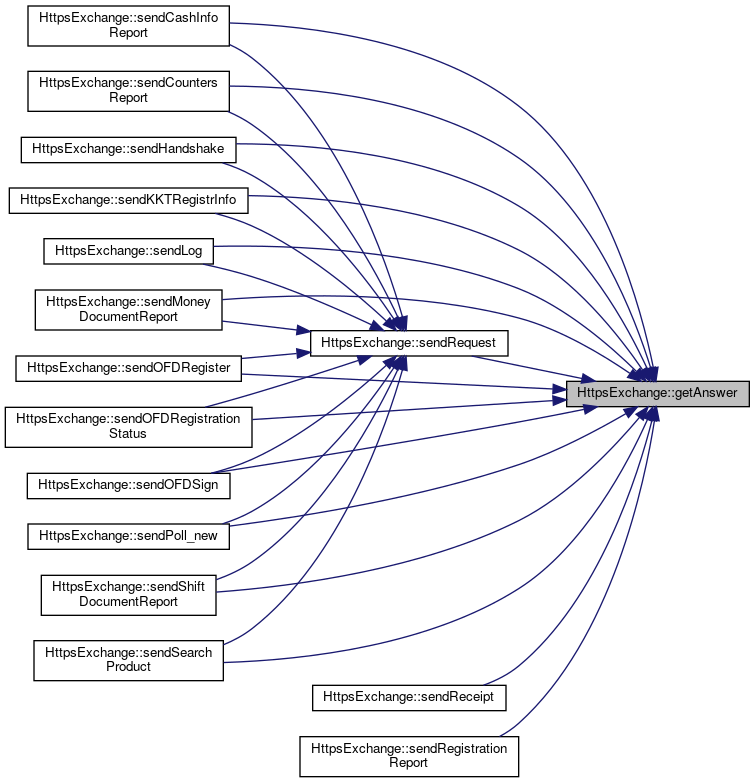 HttpsExchange::sendCashInfo
Report
HttpsExchange::sendCounters
Report
HttpsExchange::sendHandshake
HttpsExchange::sendKKTRegistrInfo
HttpsExchange::sendLog
HttpsExchange::sendMoney
DocumentReport
HttpsExchange::sendRequest
HttpsExchange::sendOFDRegister
HttpsExchange::getAnswer
HttpsExchange::sendOFDRegistration
Status
HttpsExchange::sendOFDSign
HttpsExchange::sendPoll_new
HttpsExchange::sendShift
DocumentReport
HttpsExchange::sendSearch
Product
HttpsExchange::sendReceipt
HttpsExchange::sendRegistration
Report